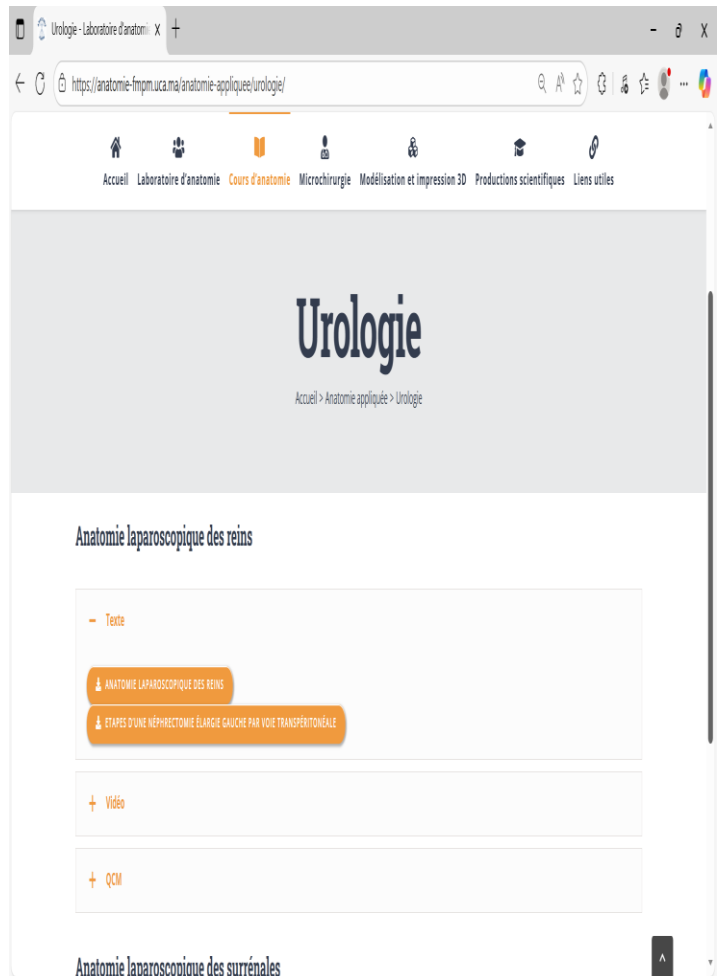 Urologie - Laboratoire d'anatomi
https://anatomie-fmpm.uca.ma/anatomie-appliquee/urologie/
Accueil Laboratoire d'anatomie Cours d'anatomie Microchirurgie Modélisation et impression 3D Productions scientifiques Liens utiles
Urologie
Accueil > Anatomie appliquée > Urologie
Anatomie laparoscopique des reins
− Texte
ANATOMIE LAPAROSCOPIQUE DES REINS
ETAPES D'UNE NÉPHRECTOMIE ÉLARGIE GAUCHE PAR VOIE TRANSPÉRITONÉALE
+ Vidéo
+ QCM
Anatomie laparoscopique des surrénales